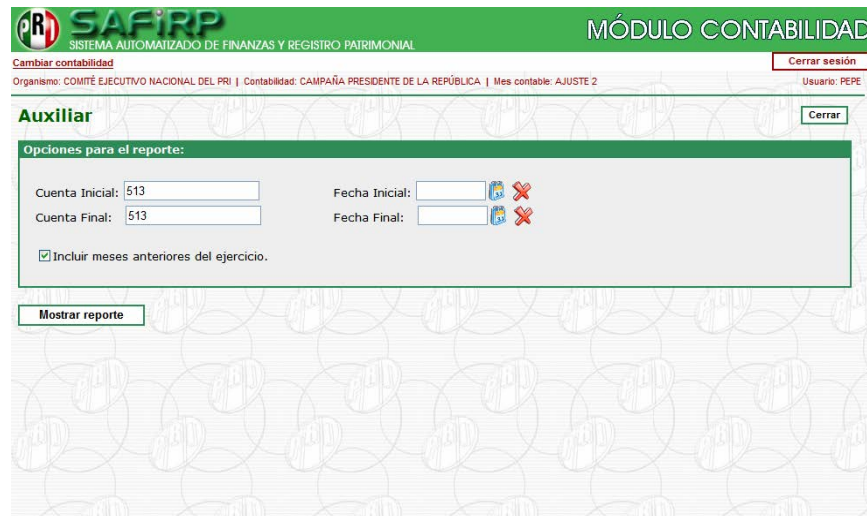 PRI SAFiRP
SISTEMA AUTOMATIZADO DE FINANZAS Y REGISTRO PATRIMONIAL
MÓDULO CONTABILIDAD
Cambiar contabilidad
Cerrar sesión
Organismo: COMITÉ EJECUTIVO NACIONAL DEL PRI | Contabilidad: CAMPAÑA PRESIDENTE DE LA REPÚBLICA | Mes contable: AJUSTE 2
Usuario: PEPE
Auxiliar
Cerrar
Opciones para el reporte:
Cuenta Inicial: 513 Fecha Inicial:
Cuenta Final: 513 Fecha Final:
Incluir meses anteriores del ejercicio.
Mostrar reporte